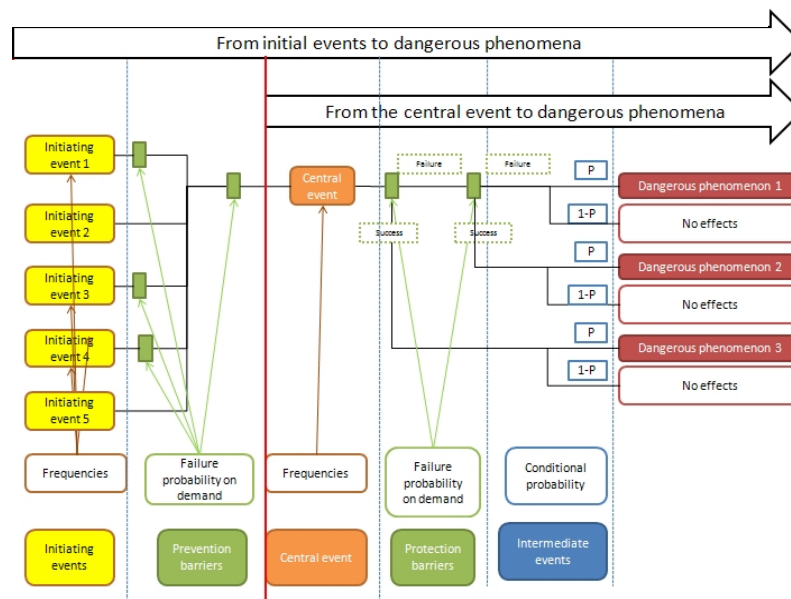 From initial events to dangerous phenomena
From the central event to dangerous phenomena
Initiating
event 1
Initiating
event 2
Initiating
event 3
Initiating
event 4
Initiating
event 5
Central
event
Failure
Failure
Success
Success
P
1-P
P
1-P
P
1-P
Dangerous phenomenon 1
No effects
Dangerous phenomenon 2
No effects
Dangerous phenomenon 3
No effects
Frequencies
Failure
probability on
demand
Frequencies
Failure
probability
on demand
Conditional
probability
Initiating
events
Prevention
barriers
Central event
Protection
barriers
Intermediate
events